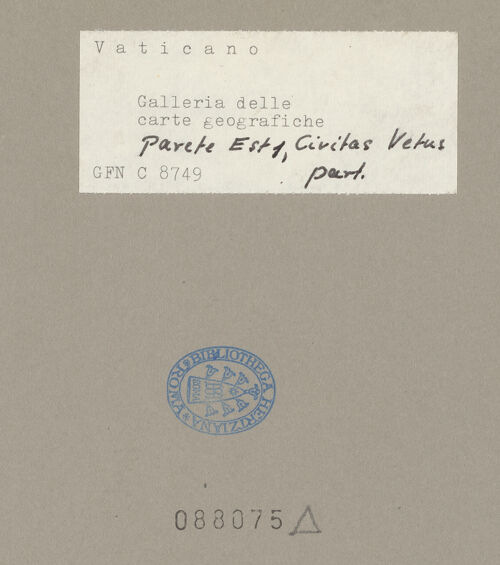 Vaticano
Galleria delle
carte geografiche
Parete Est 1, Civitas Vetus
part.
GFN C 8749
BIBLIOTHECA HERTZIANA ROMA
088075